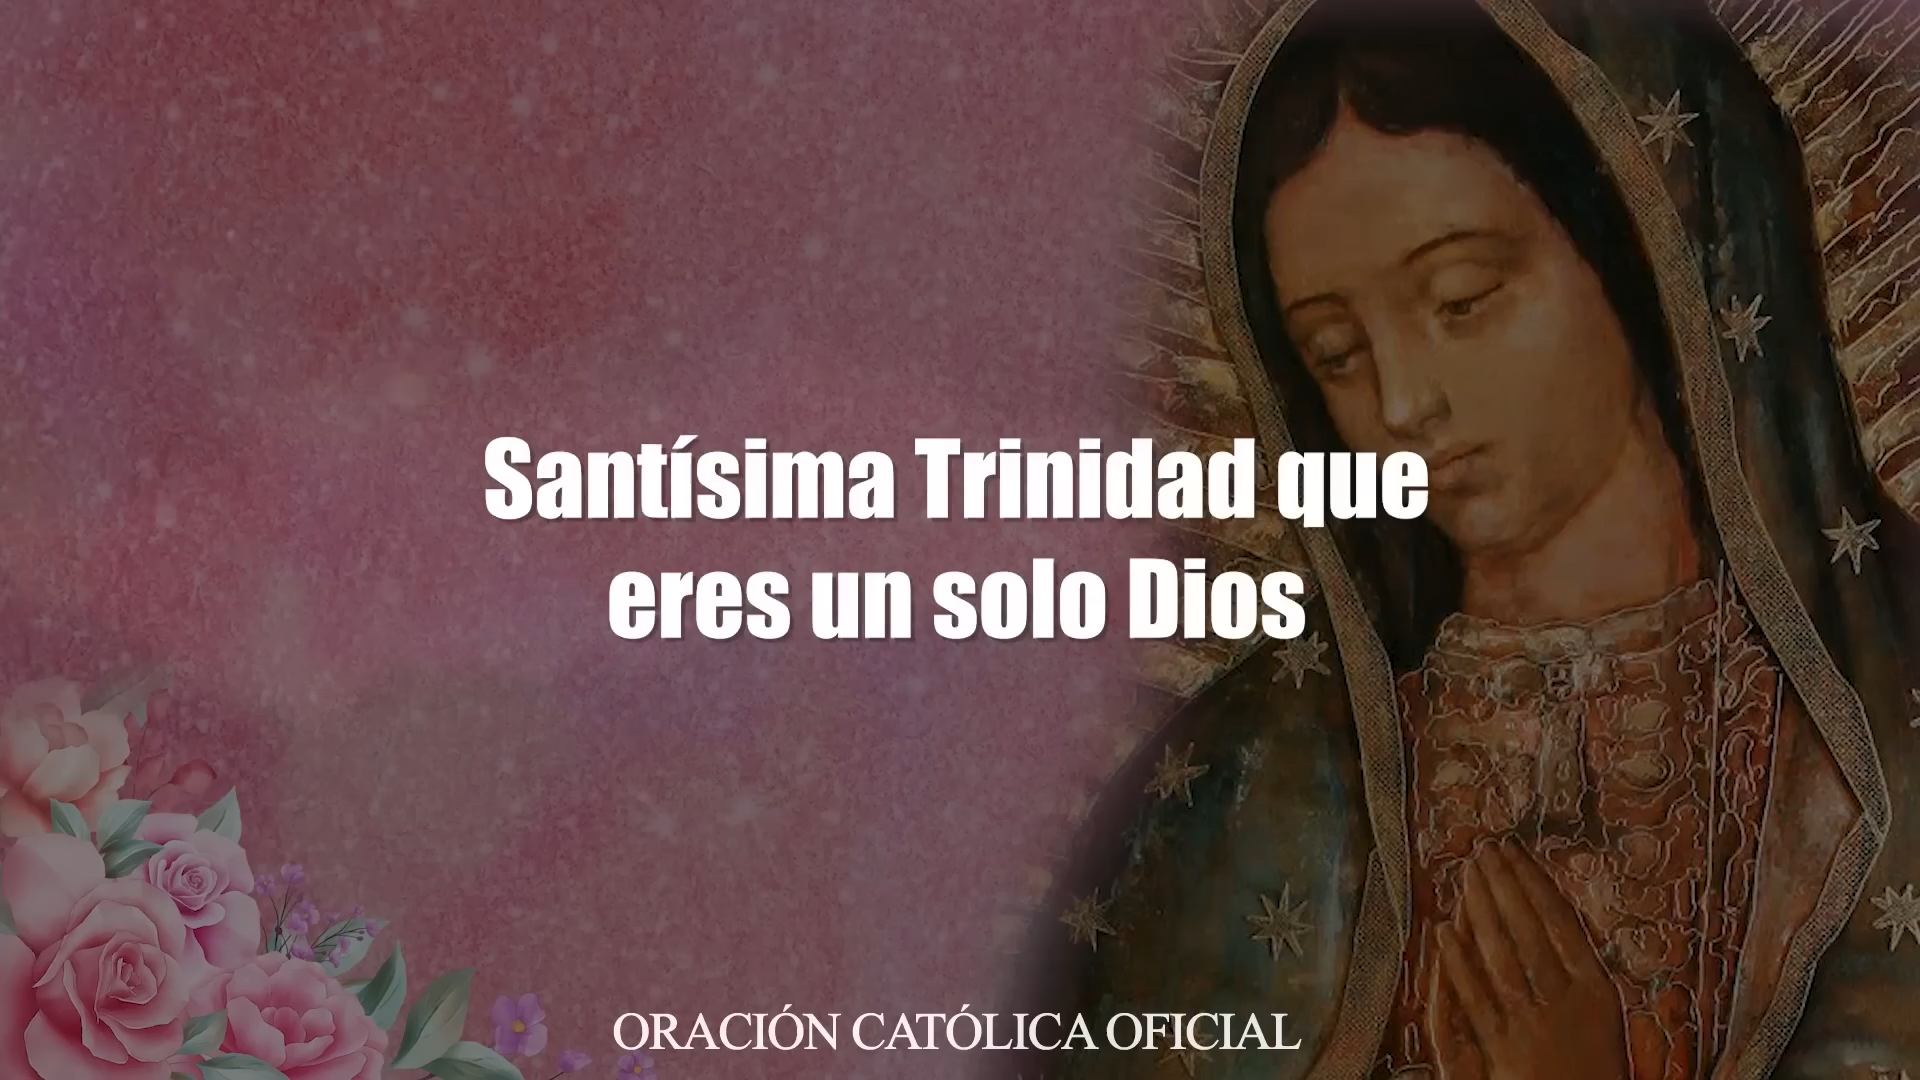 Santísima Trinidad que
eres un solo Dios
ORACIÓN CATÓLICA OFICIAL